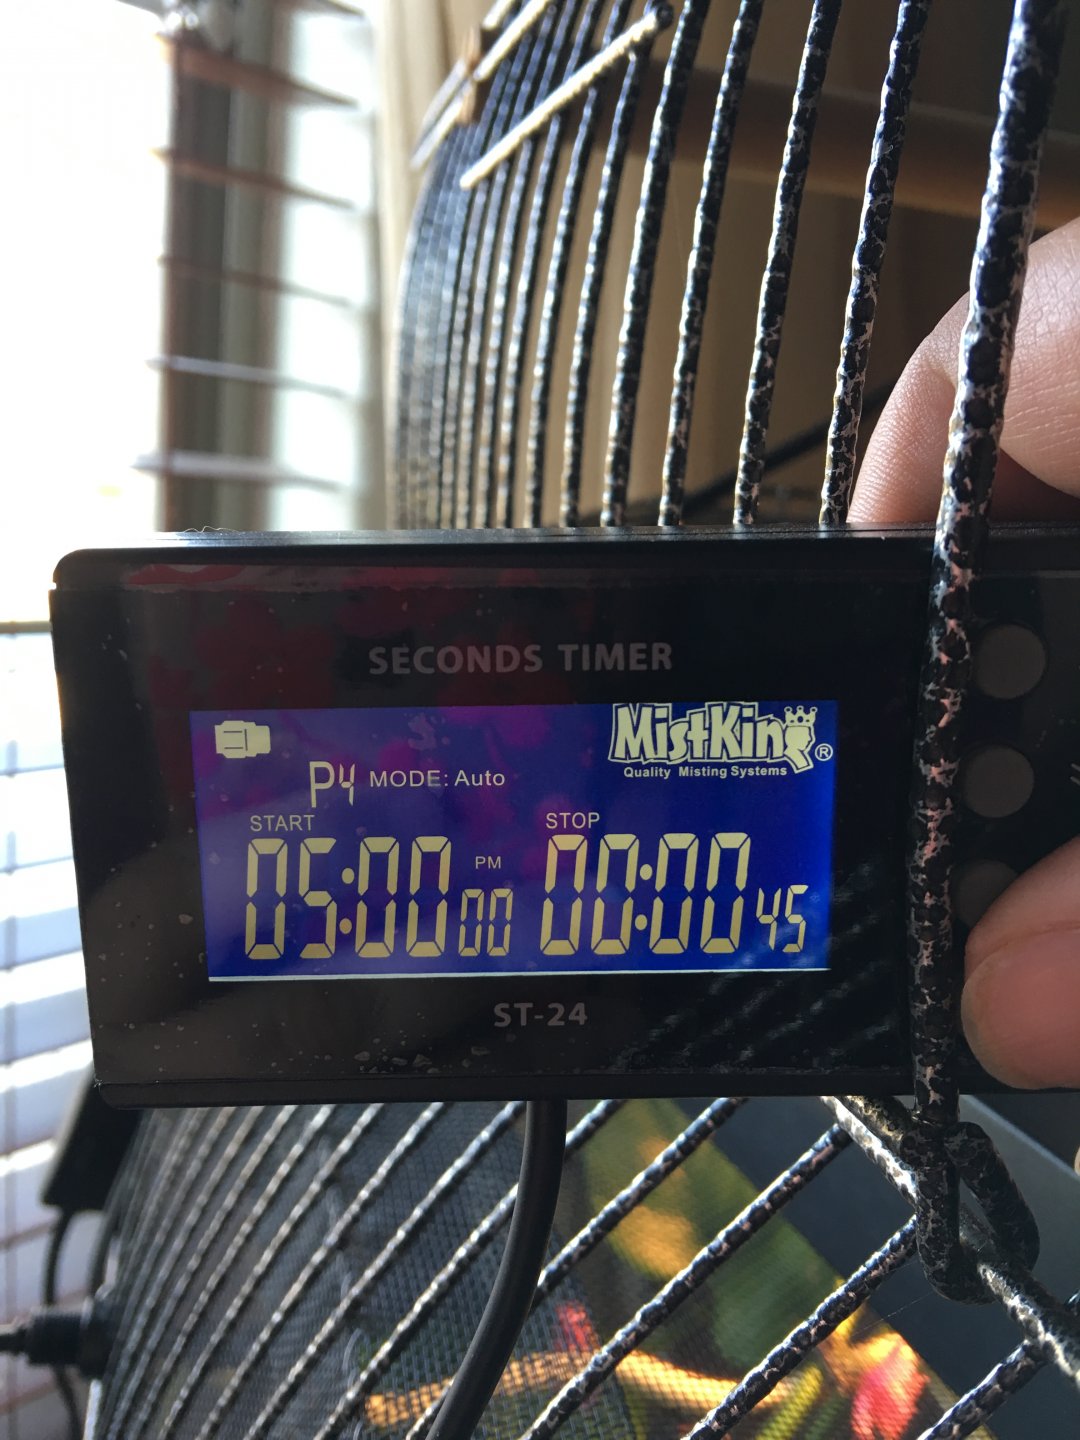 SECONDS TIMER
MistKing®
Quality Misting Systems
P4 MODE: Auto
START STOP
05:00 00 PM 00:00 45
ST-24